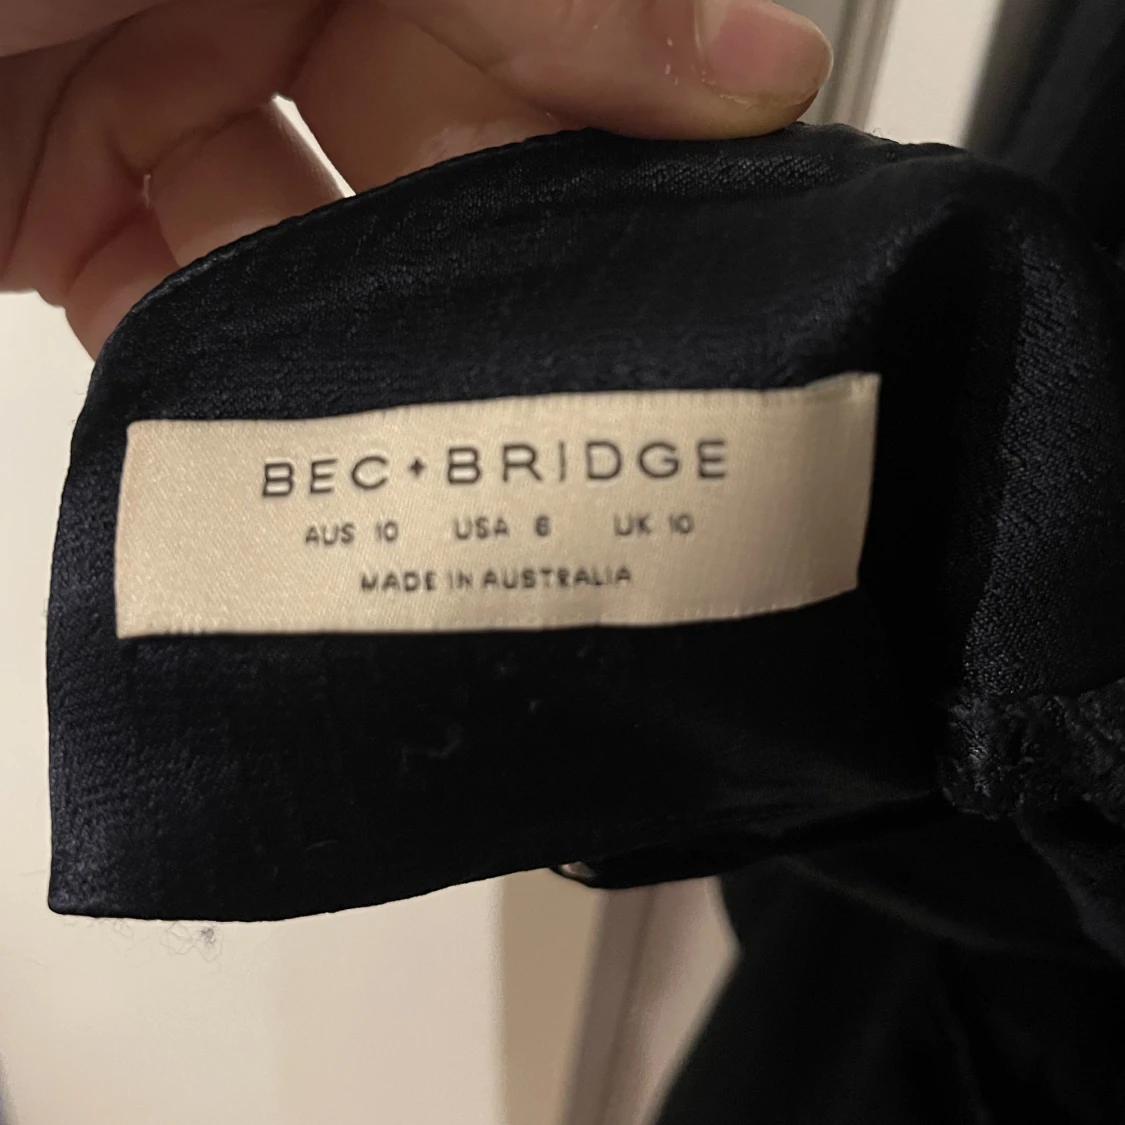 BEC+BRIDGE
AUS 10 USA 6 UK 10
MADE IN AUSTRALIA